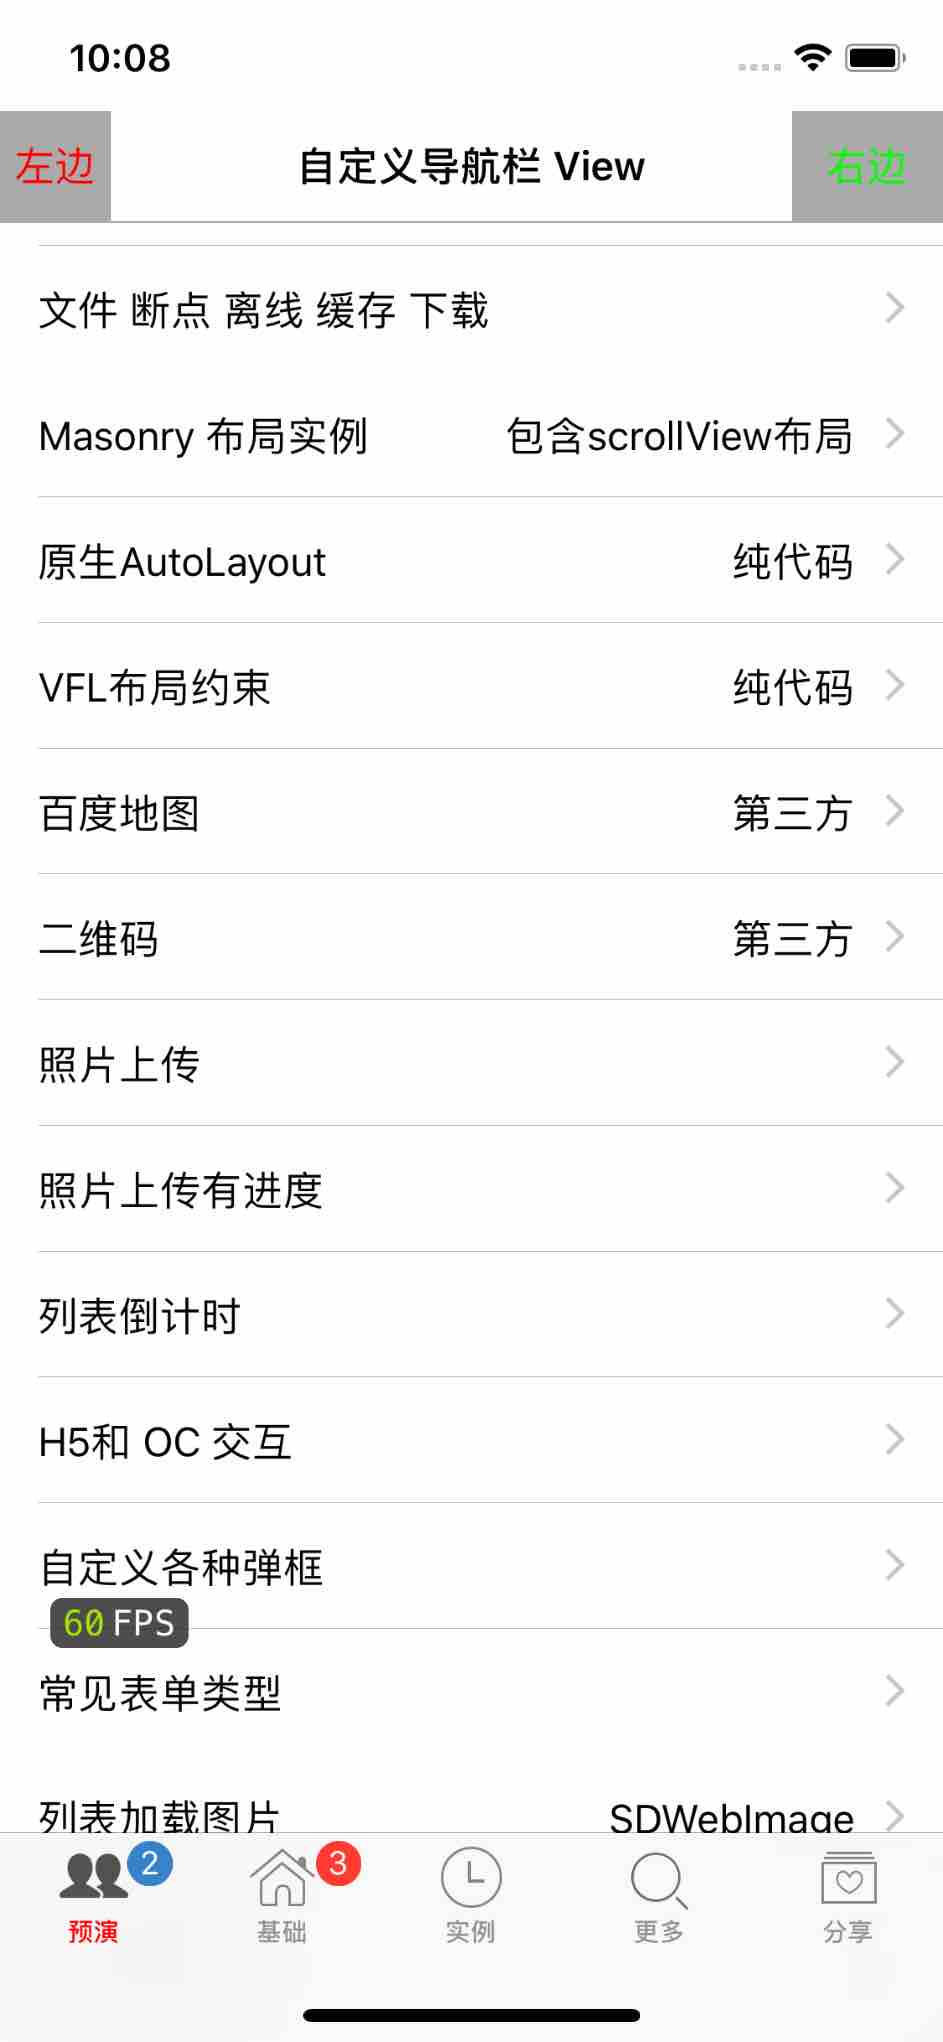 10:08
左边 自定义导航栏 View 右边
文件 断点 离线 缓存 下载
Masonry 布局实例 包含scrollView布局
原生AutoLayout 纯代码
VFL布局约束 纯代码
百度地图 第三方
二维码 第三方
照片上传
照片上传有进度
列表倒计时
H5和 OC 交互
自定义各种弹框
60 FPS
常见表单类型
列表加载图片 SDWebImage
2 3
预演 基础 实例 更多 分享